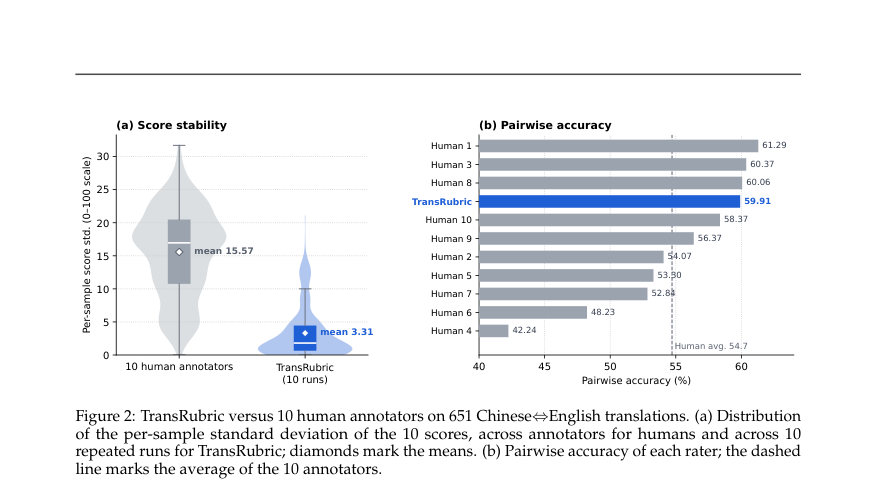 (a) Score stability
Per-sample score std. (0–100 scale)
30
25
20
15
10
5
0
mean 15.57
mean 3.31
10 human annotators
TransRubric
(10 runs)
(b) Pairwise accuracy
Human 1 61.29
Human 3 60.37
Human 8 60.06
TransRubric 59.91
Human 10 58.37
Human 9 56.37
Human 2 54.07
Human 5 53.30
Human 7 52.84
Human 6 48.23
Human 4 42.24
Human avg. 54.7
40 45 50 55 60
Pairwise accuracy (%)
Figure 2: TransRubric versus 10 human annotators on 651 Chinese⇔English translations. (a) Distribution
of the per-sample standard deviation of the 10 scores, across annotators for humans and across 10
repeated runs for TransRubric; diamonds mark the means. (b) Pairwise accuracy of each rater; the dashed
line marks the average of the 10 annotators.